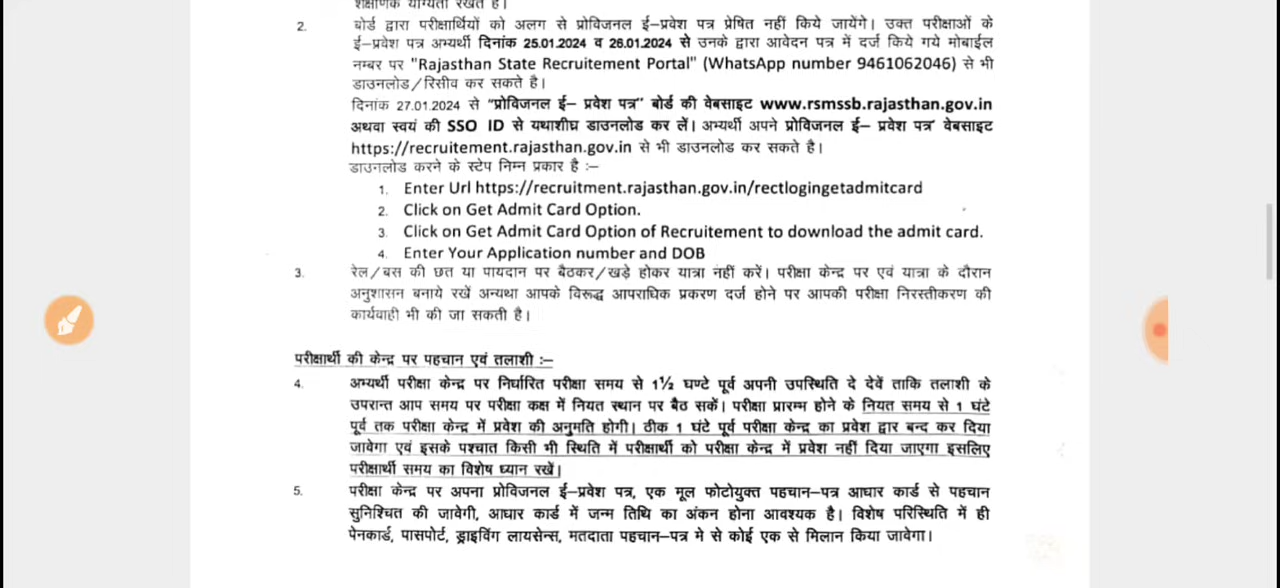 शैक्षणिक योग्यता रखते है।
2. बोर्ड द्वारा परीक्षार्थियों को अलग से प्रोविजनल ई–प्रवेश पत्र प्रेषित नहीं किये जायेंगे। उक्त परीक्षाओं के
ई–प्रवेश पत्र अभ्यर्थी दिनांक 25.01.2024 व 26.01.2024 से उनके द्वारा आवेदन पत्र में दर्ज किये गये मोबाईल
नम्बर पर "Rajasthan State Recruitement Portal" (WhatsApp number 9461062046) से भी
डाउनलोड/रिसीव कर सकते है।
दिनांक 27.01.2024 से "प्रोविजनल ई– प्रवेश पत्र" बोर्ड की वेबसाइट www.rsmssb.rajasthan.gov.in
अथवा स्वयं की SSO ID से यथाशीघ्र डाउनलोड कर लें। अभ्यर्थी अपने प्रोविजनल ई– प्रवेश पत्र वेबसाइट
https://recruitement.rajasthan.gov.in से भी डाउनलोड कर सकते है।
डाउनलोड करने के स्टेप निम्न प्रकार है :–
1. Enter Url https://recruitment.rajasthan.gov.in/rectlogingetadmitcard
2. Click on Get Admit Card Option.
3. Click on Get Admit Card Option of Recruitement to download the admit card.
4. Enter Your Application number and DOB
3. रेल/बस की छत या पायदान पर बैठकर/खड़े होकर यात्रा नहीं करें। परीक्षा केन्द्र पर एवं यात्रा के दौरान
अनुशासन बनाये रखें अन्यथा आपके विरूद्ध आपराधिक प्रकरण दर्ज होने पर आपकी परीक्षा निरस्तीकरण की
कार्यवाही भी की जा सकती है।
परीक्षार्थी की केन्द्र पर पहचान एवं तलाशी :–
4. अभ्यर्थी परीक्षा केन्द्र पर निर्धारित परीक्षा समय से 1½ घण्टे पूर्व अपनी उपस्थिति दे देवें ताकि तलाशी के
उपरान्त आप समय पर परीक्षा कक्ष में नियत स्थान पर बैठ सकें। परीक्षा प्रारम्भ होने के नियत समय से 1 घंटे
पूर्व तक परीक्षा केन्द्र में प्रवेश की अनुमति होगी। ठीक 1 घंटे पूर्व परीक्षा केन्द्र का प्रवेश द्वार बन्द कर दिया
जावेगा एवं इसके पश्चात किसी भी स्थिति में परीक्षार्थी को परीक्षा केन्द्र में प्रवेश नहीं दिया जाएगा इसलिए
परीक्षार्थी समय का विशेष ध्यान रखें।
5. परीक्षा केन्द्र पर अपना प्रोविजनल ई–प्रवेश पत्र, एक मूल फोटोयुक्त पहचान–पत्र आधार कार्ड से पहचान
सुनिश्चित की जावेगी, आधार कार्ड में जन्म तिथि का अंकन होना आवश्यक है। विशेष परिस्थिति में ही
पेनकार्ड, पासपोर्ट, ड्राइविंग लायसेन्स, मतदाता पहचान–पत्र मे से कोई एक से मिलान किया जावेगा।